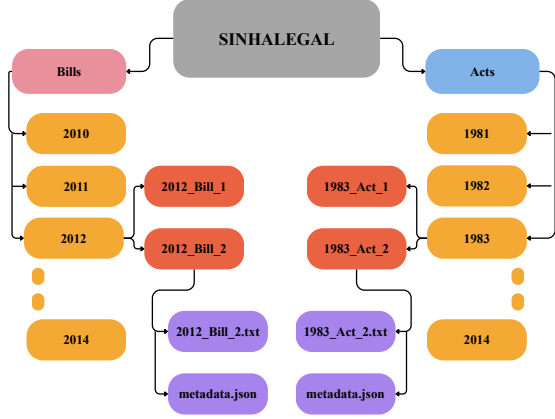 SINHALEGAL
Bills
Acts
2010
1981
2011
2012_Bill_1
1983_Act_1
1982
2012
2012_Bill_2
1983_Act_2
1983
2012_Bill_2.txt
1983_Act_2.txt
2014
2014
metadata.json
metadata.json